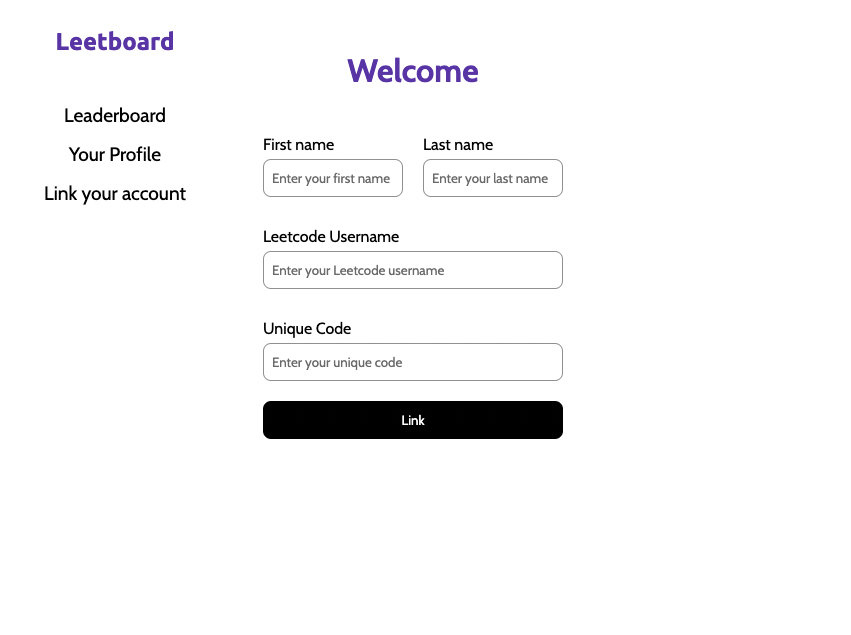 Leetboard
Leaderboard
Your Profile
Link your account
Welcome
First name
Last name
Enter your first name
Enter your last name
Leetcode Username
Enter your Leetcode username
Unique Code
Enter your unique code
Link